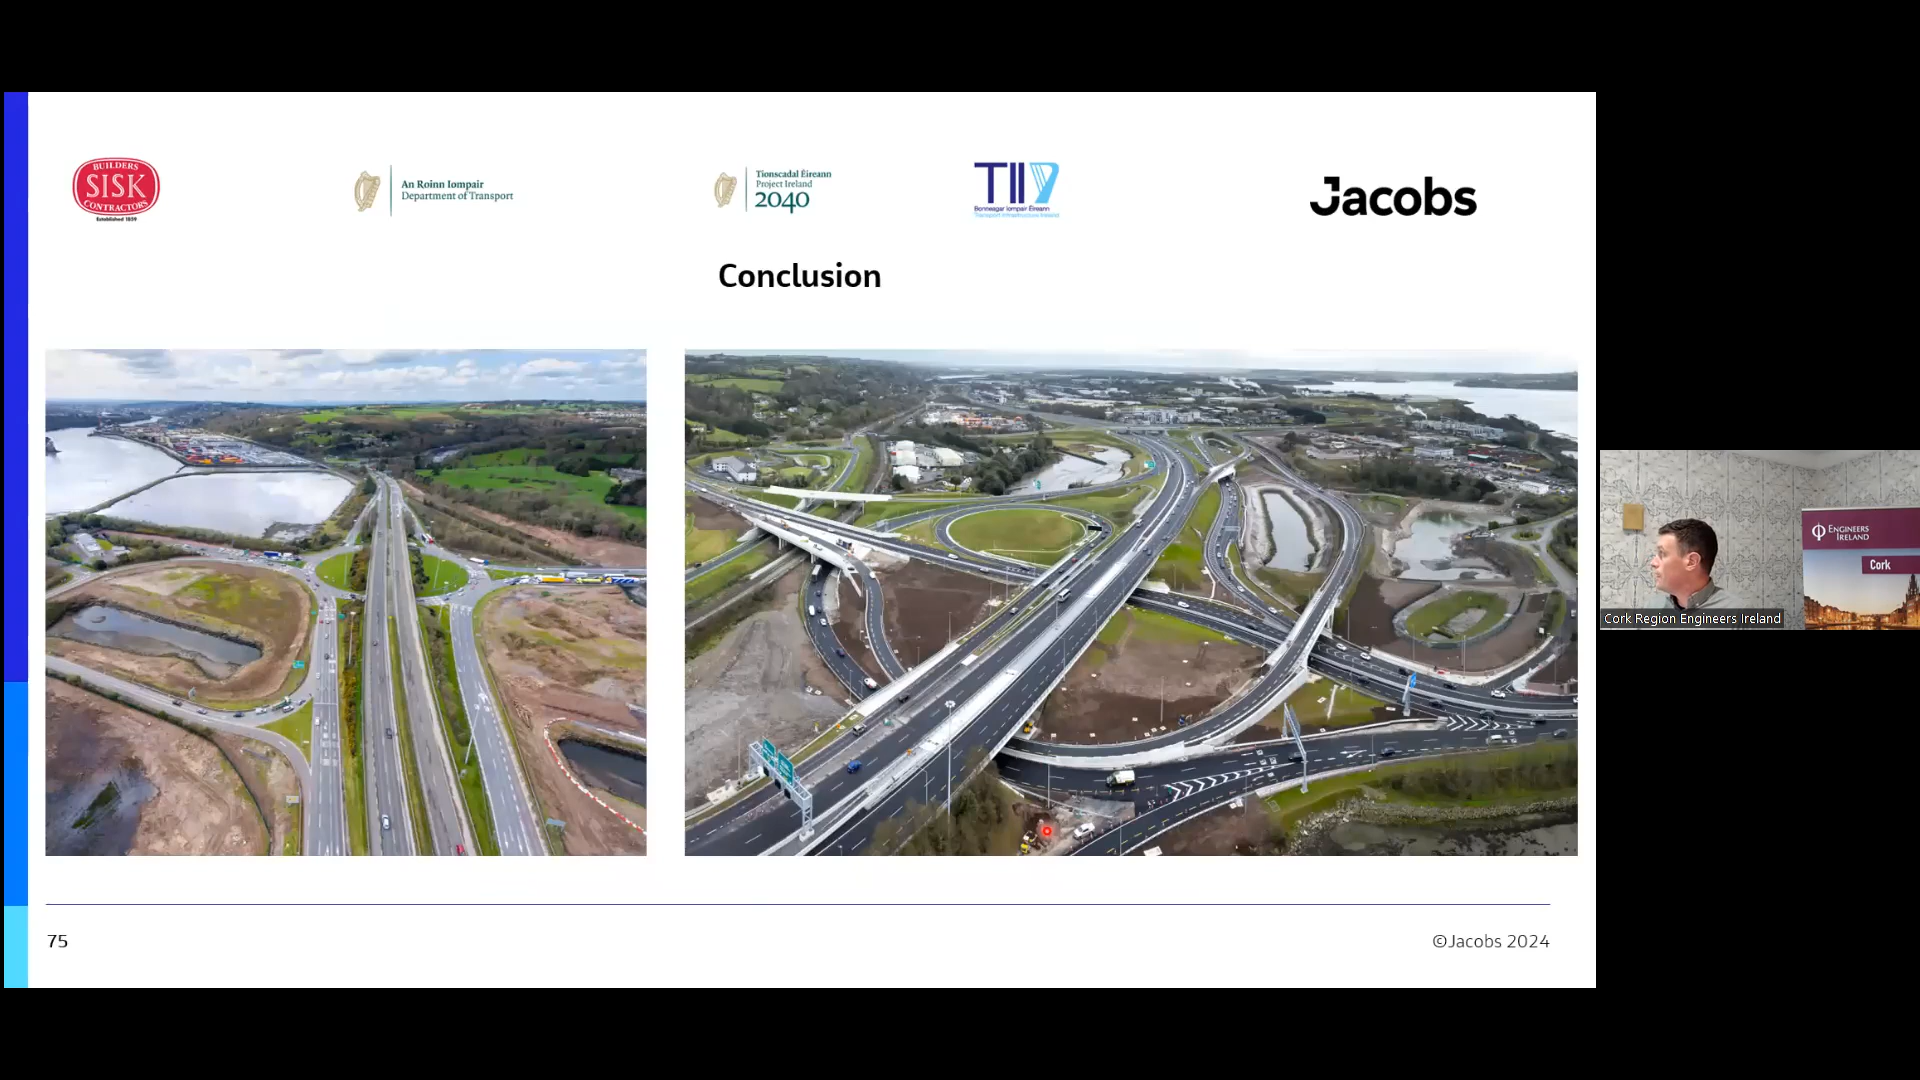 BUILDERS
SISK
CONTRACTORS
Established 1859
An Roinn Iompair
Department of Transport
Tionscadal Éireann
Project Ireland
2040
TII
Bonneagar Iompair Éireann
Transport Infrastructure Ireland
Jacobs
Conclusion
ENGINEERS
IRELAND
Cork
Cork Region Engineers Ireland
75
©Jacobs 2024